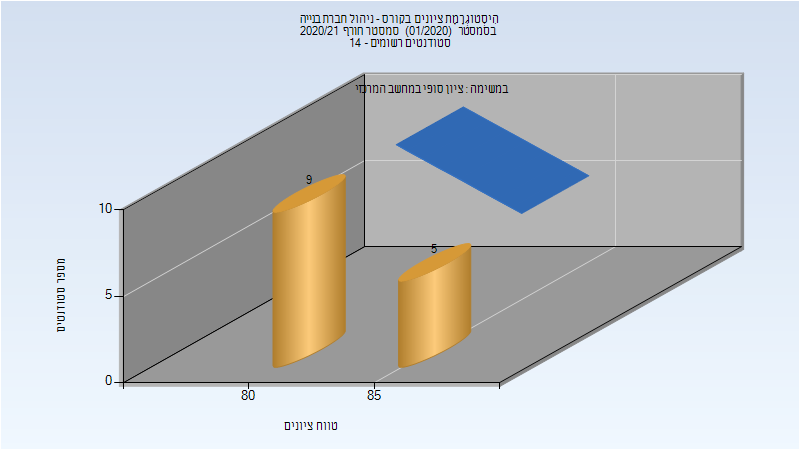 היסטוגרמת ציונים בקורס - ניהול חברת בנייה
בסמסטר (01/2020) סמסטר חורף 2020/21
סטודנטים רשומים - 14
במשימה : ציון סופי במחשב המרכזי
9
5
10
5
0
80
85
מספר סטודנטים
טווח ציונים